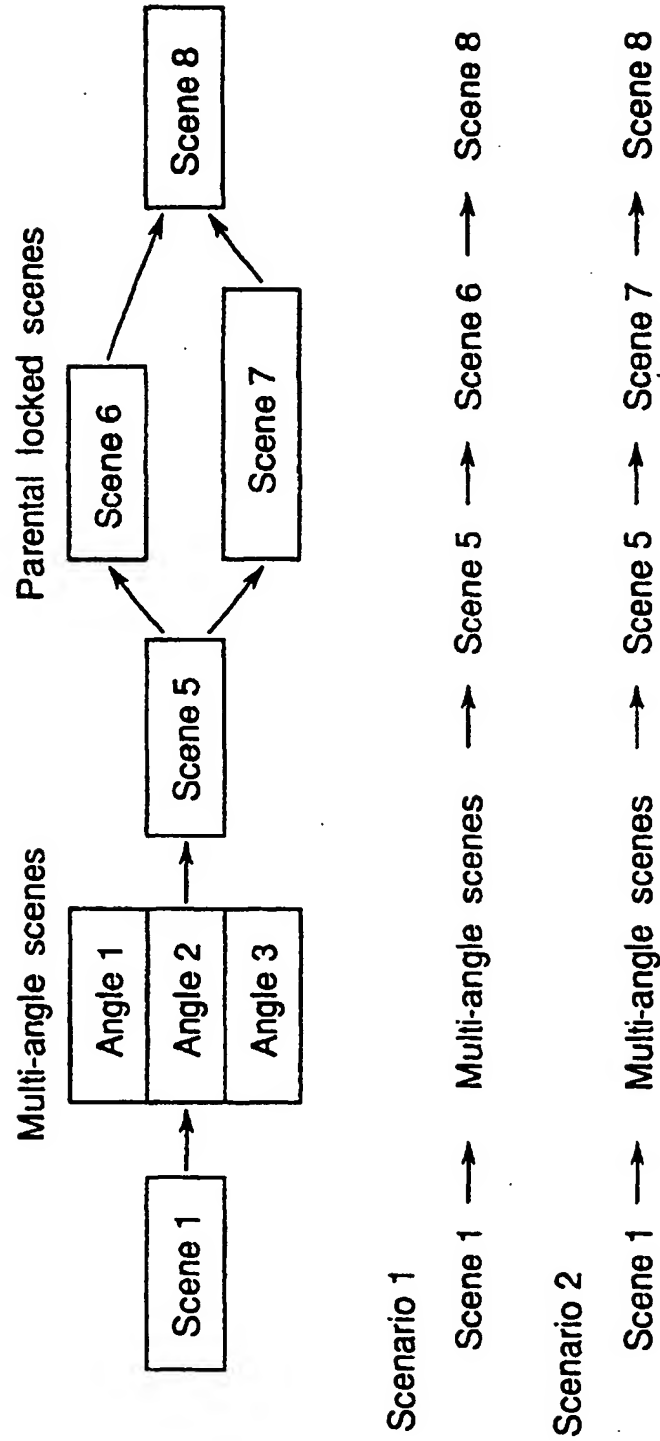 Multi-angle scenes
Parental locked scenes
Scene 1
Angle 1
Angle 2
Angle 3
Scene 5
Scene 6
Scene 7
Scene 8
Scenario 1
Scene 1 → Multi-angle scenes → Scene 5 → Scene 6 → Scene 8
Scenario 2
Scene 1 → Multi-angle scenes → Scene 5 → Scene 7 → Scene 8